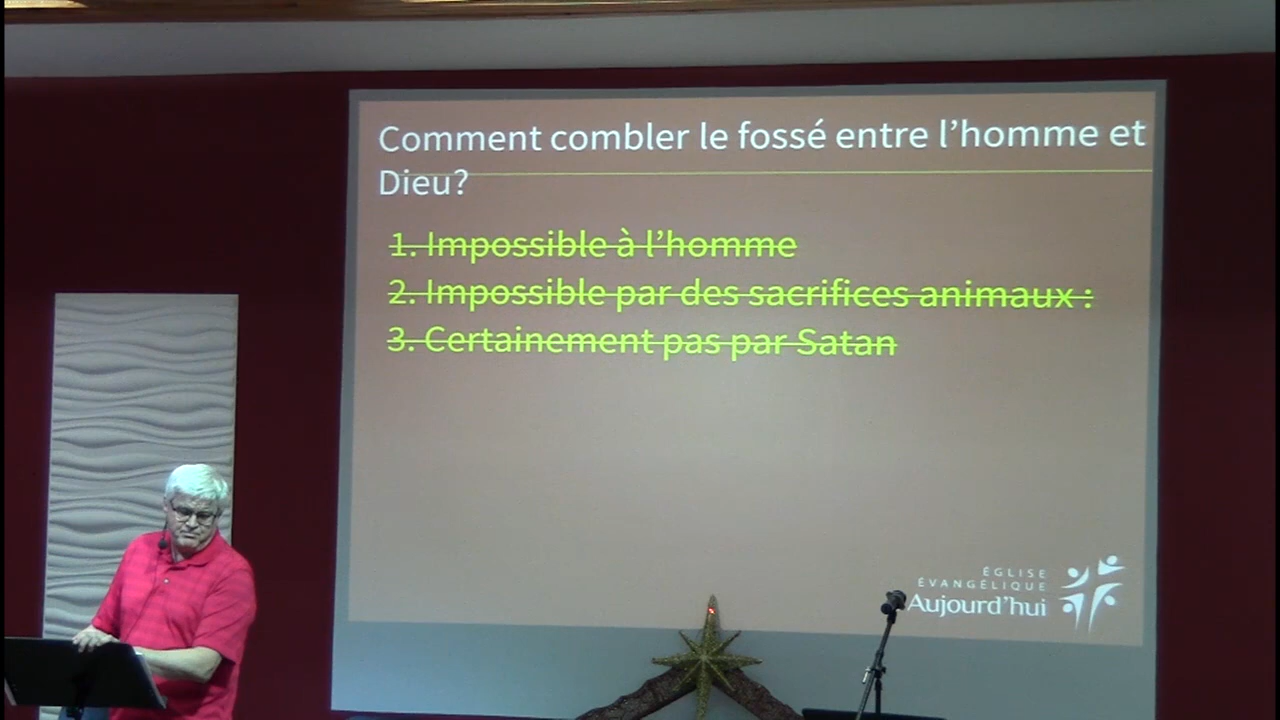 Comment combler le fossé entre l'homme et
Dieu?
1. Impossible à l'homme
2. Impossible par des sacrifices animaux :
3. Certainement pas par Satan
ÉGLISE
ÉVANGÉLIQUE
Aujourd'hui